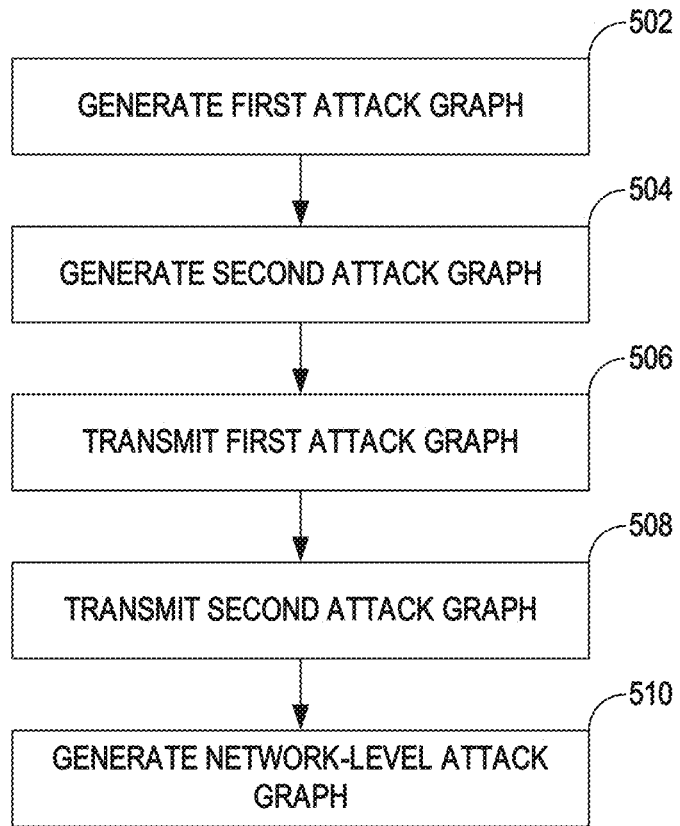 502
GENERATE FIRST ATTACK GRAPH
504
GENERATE SECOND ATTACK GRAPH
506
TRANSMIT FIRST ATTACK GRAPH
508
TRANSMIT SECOND ATTACK GRAPH
510
GENERATE NETWORK-LEVEL ATTACK
GRAPH